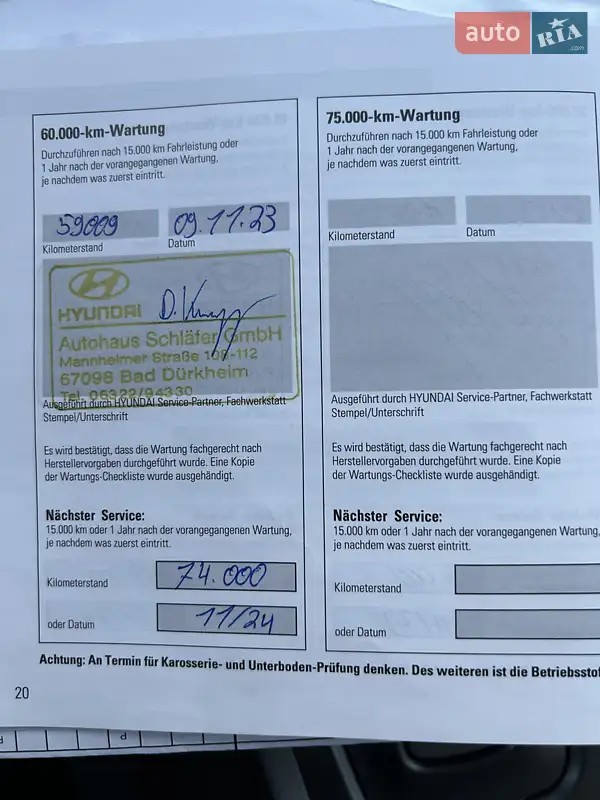 auto RIA .com
60.000-km-Wartung
Durchzuführen nach 15.000 km Fahrleistung oder
1 Jahr nach der vorangegangenen Wartung,
je nachdem was zuerst eintritt.
59009 09.11.23
Kilometerstand Datum
HYUNDAI
Autohaus Schläfer GmbH
Mannheimer Straße 106-112
67098 Bad Dürkheim
Tel. 06322/94330
Ausgeführt durch HYUNDAI Service-Partner, Fachwerkstatt
Stempel/Unterschrift
Es wird bestätigt, dass die Wartung fachgerecht nach
Herstellervorgaben durchgeführt wurde. Eine Kopie
der Wartungs-Checkliste wurde ausgehändigt.
Nächster Service:
15.000 km oder 1 Jahr nach der vorangegangenen Wartung,
je nachdem was zuerst eintritt.
Kilometerstand 74.000
oder Datum 11/24
75.000-km-Wartung
Durchzuführen nach 15.000 km Fahrleistung oder
1 Jahr nach der vorangegangenen Wartung,
je nachdem was zuerst eintritt.
Kilometerstand Datum
Ausgeführt durch HYUNDAI Service-Partner, Fachwerkstatt
Stempel/Unterschrift
Es wird bestätigt, dass die Wartung fachgerecht nach
Herstellervorgaben durchgeführt wurde. Eine Kopie
der Wartungs-Checkliste wurde ausgehändigt.
Nächster Service:
15.000 km oder 1 Jahr nach der vorangegangenen Wartung,
je nachdem was zuerst eintritt.
Kilometerstand
oder Datum
Achtung: An Termin für Karosserie- und Unterboden-Prüfung denken. Des weiteren ist die Betriebssto
20